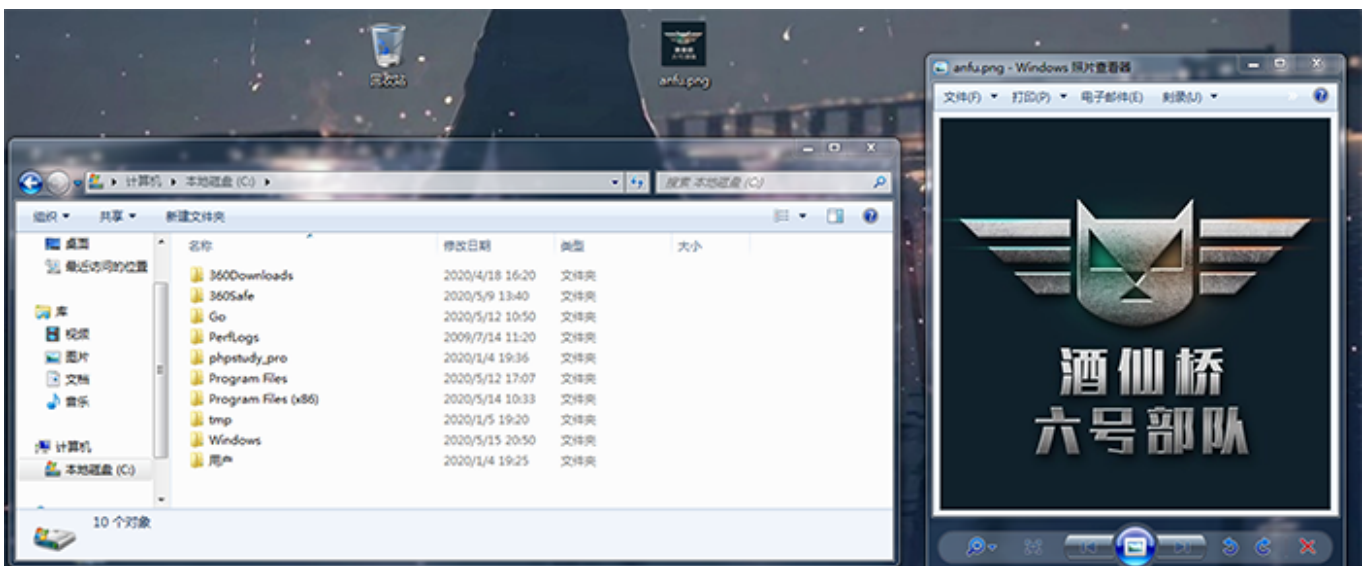 回收站
anfu.png
anfu.png - Windows 照片查看器
文件(F) 打印(P) 电子邮件(E) 刻录(U)
计算机 本地磁盘 (C:)
搜索 本地磁盘 (C:)
组织 共享 新建文件夹
桌面
最近访问的位置
库
视频
图片
文档
音乐
计算机
本地磁盘 (C:)
名称 修改日期 类型 大小
360Downloads 2020/4/18 16:20 文件夹
360Safe 2020/5/9 13:40 文件夹
Go 2020/5/12 10:50 文件夹
PerfLogs 2009/7/14 11:20 文件夹
phpstudy_pro 2020/1/4 19:36 文件夹
Program Files 2020/5/12 17:07 文件夹
Program Files (x86) 2020/5/14 10:33 文件夹
tmp 2020/1/5 19:20 文件夹
Windows 2020/5/15 20:50 文件夹
用户 2020/1/4 19:25 文件夹
10 个对象
酒仙桥
六号部队